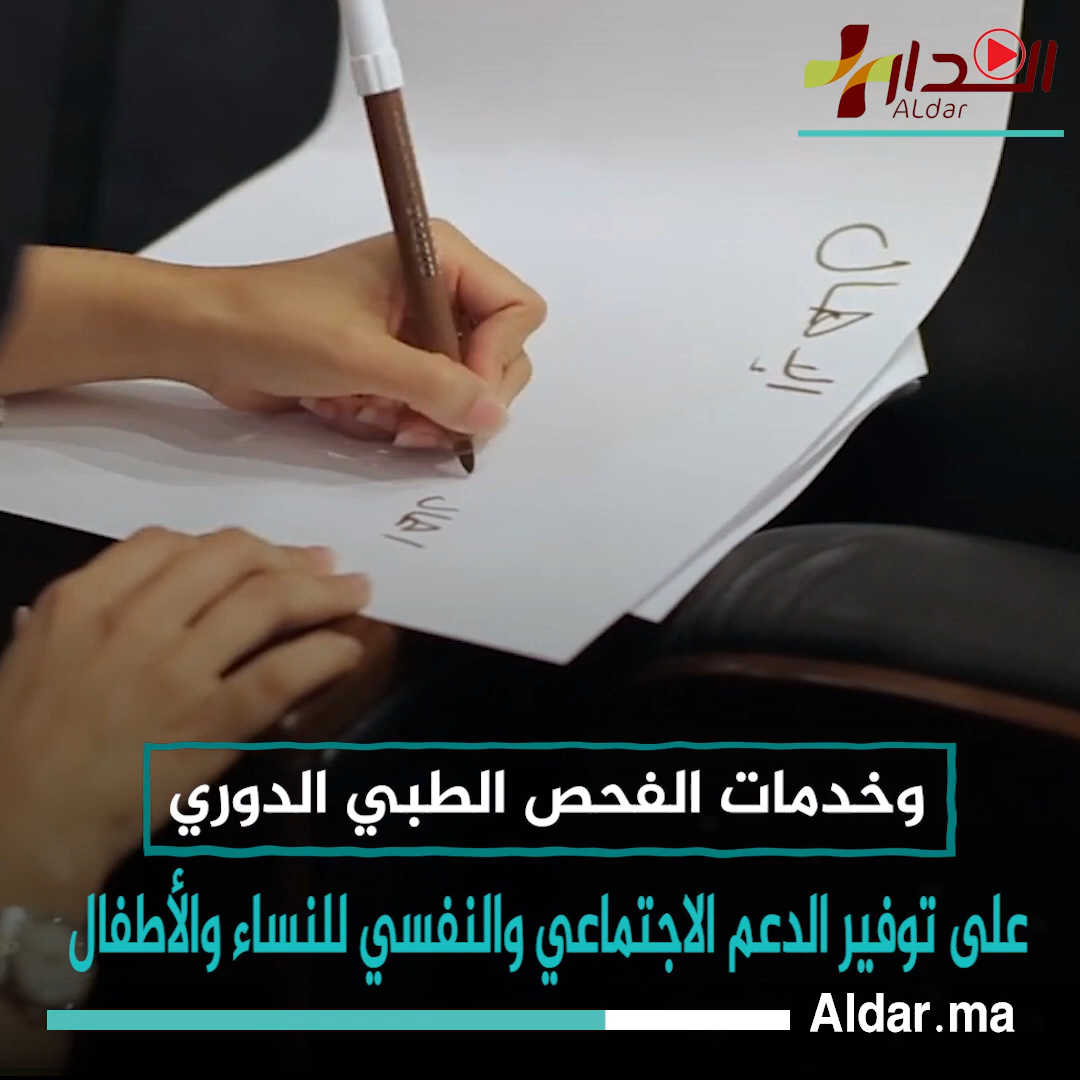 الدار
ALdar
وخدمات الفحص الطبي الدوري
على توفير الدعم الاجتماعي والنفسي للنساء والأطفال
Aldar.ma